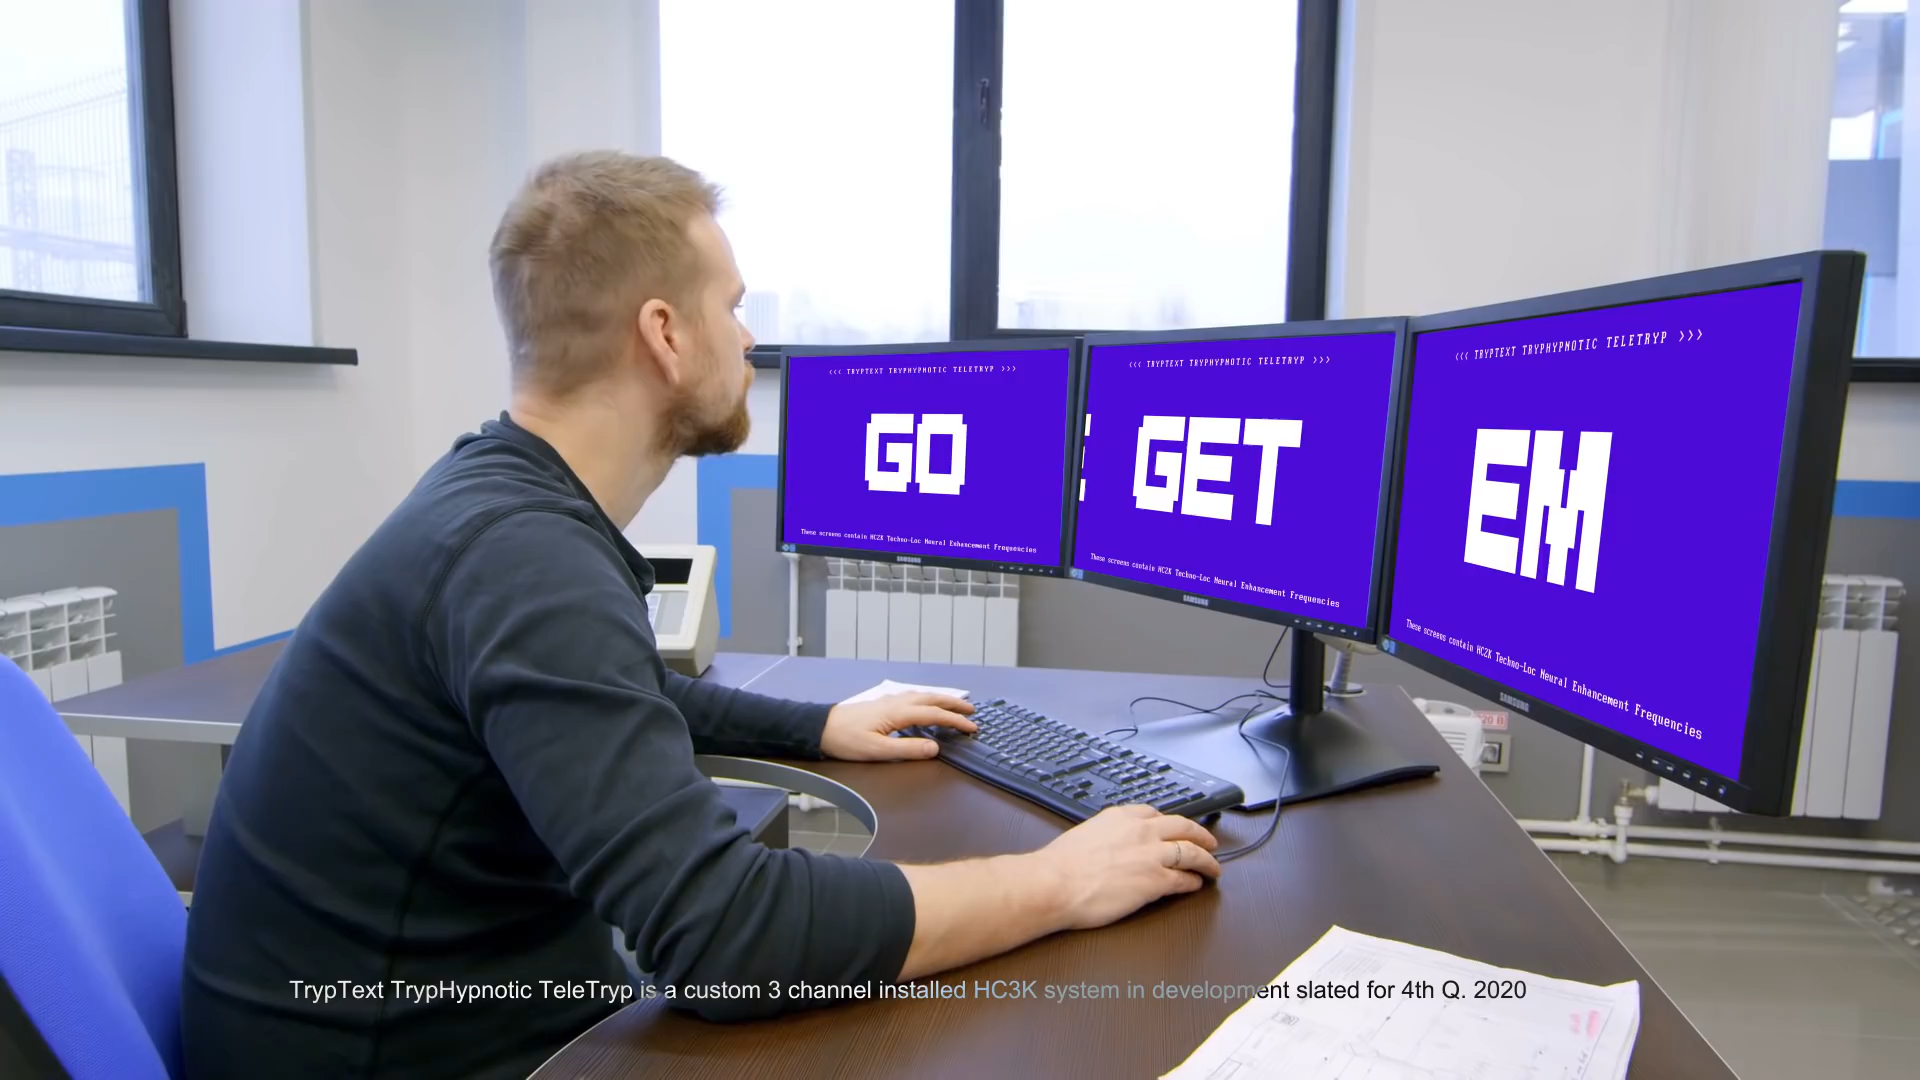 <<< TRYPTEXT TRYPHYPNOTIC TELETRYP >>>
GO
These screens contain HC2K Techno-Loc Neural Enhancement Frequencies
SAMSUNG
<<< TRYPTEXT TRYPHYPNOTIC TELETRYP >>>
GET
These screens contain HC2K Techno-Loc Neural Enhancement Frequencies
SAMSUNG
<<< TRYPTEXT TRYPHYPNOTIC TELETRYP >>>
EM
These screens contain HC2K Techno-Loc Neural Enhancement Frequencies
SAMSUNG
TrypText TrypHypnotic TeleTryp is a custom 3 channel installed HC3K system in development slated for 4th Q. 2020